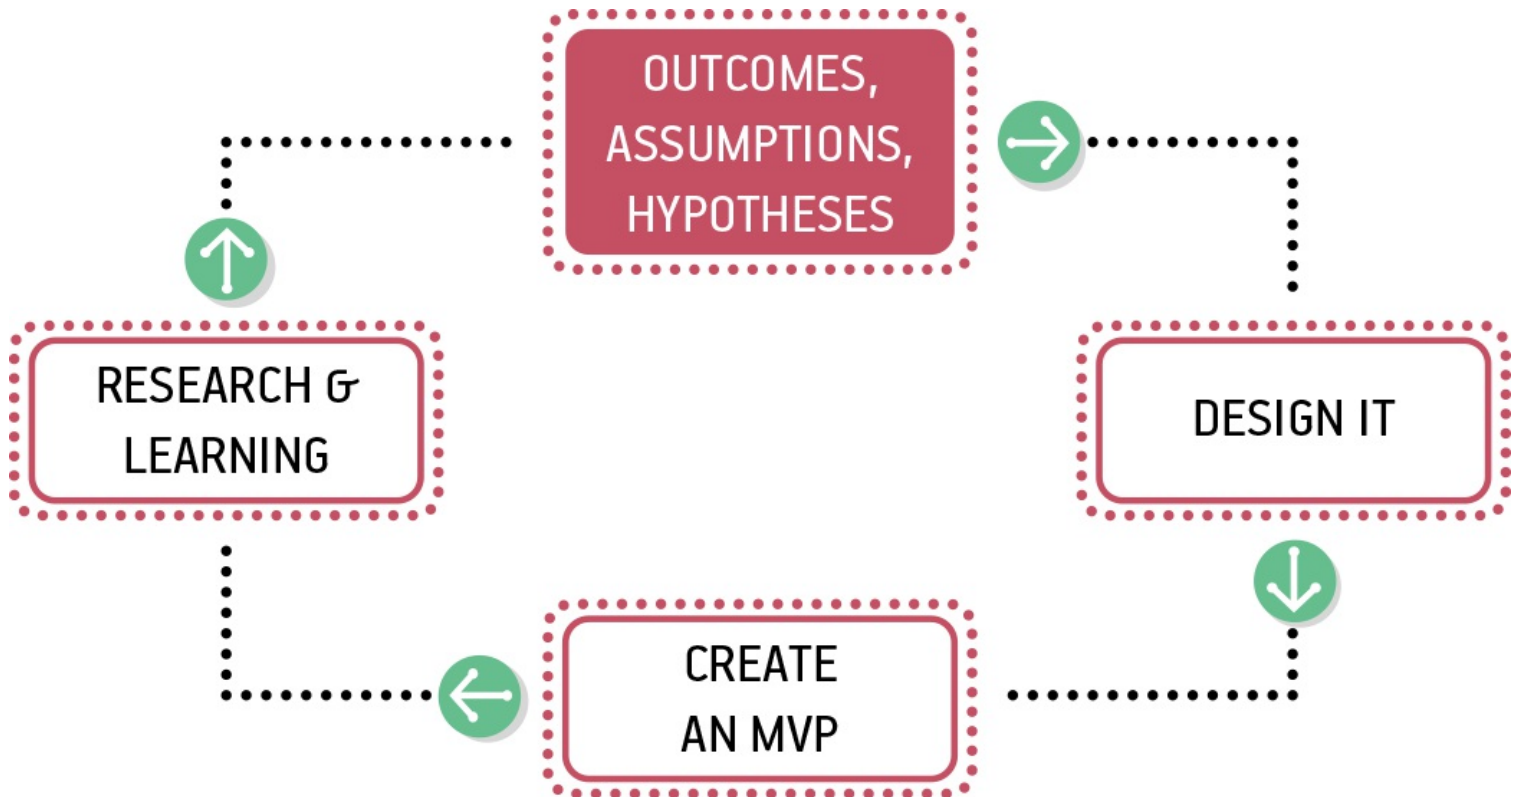 OUTCOMES,
ASSUMPTIONS,
HYPOTHESES
RESEARCH &
LEARNING
DESIGN IT
CREATE
AN MVP